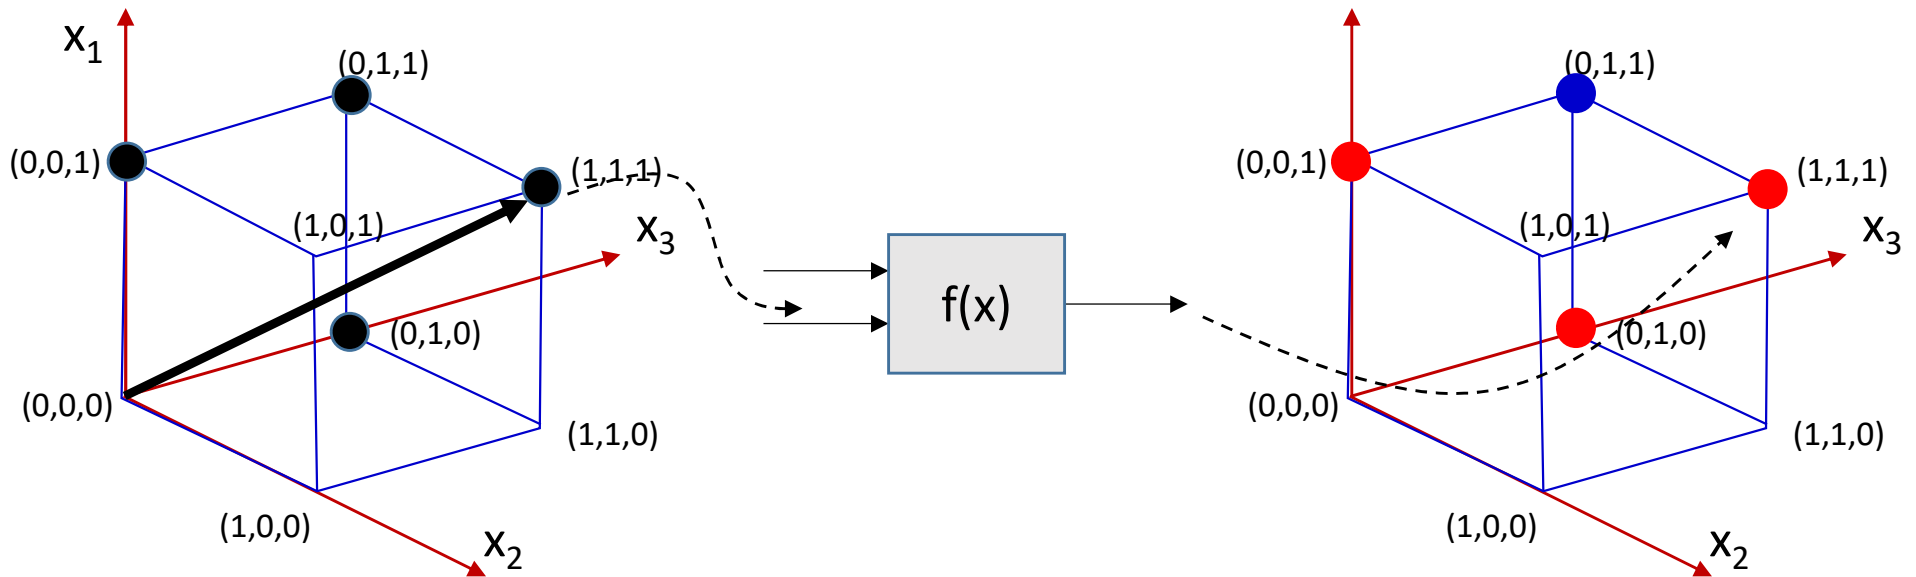 x₁
(0,1,1)
(0,0,1)
(1,1,1)
(1,0,1)
x₃
(0,1,0)
(0,0,0)
(1,1,0)
(1,0,0)
x₂
f(x)
(0,1,1)
(0,0,1)
(1,1,1)
(1,0,1)
x₃
(0,1,0)
(0,0,0)
(1,1,0)
(1,0,0)
x₂